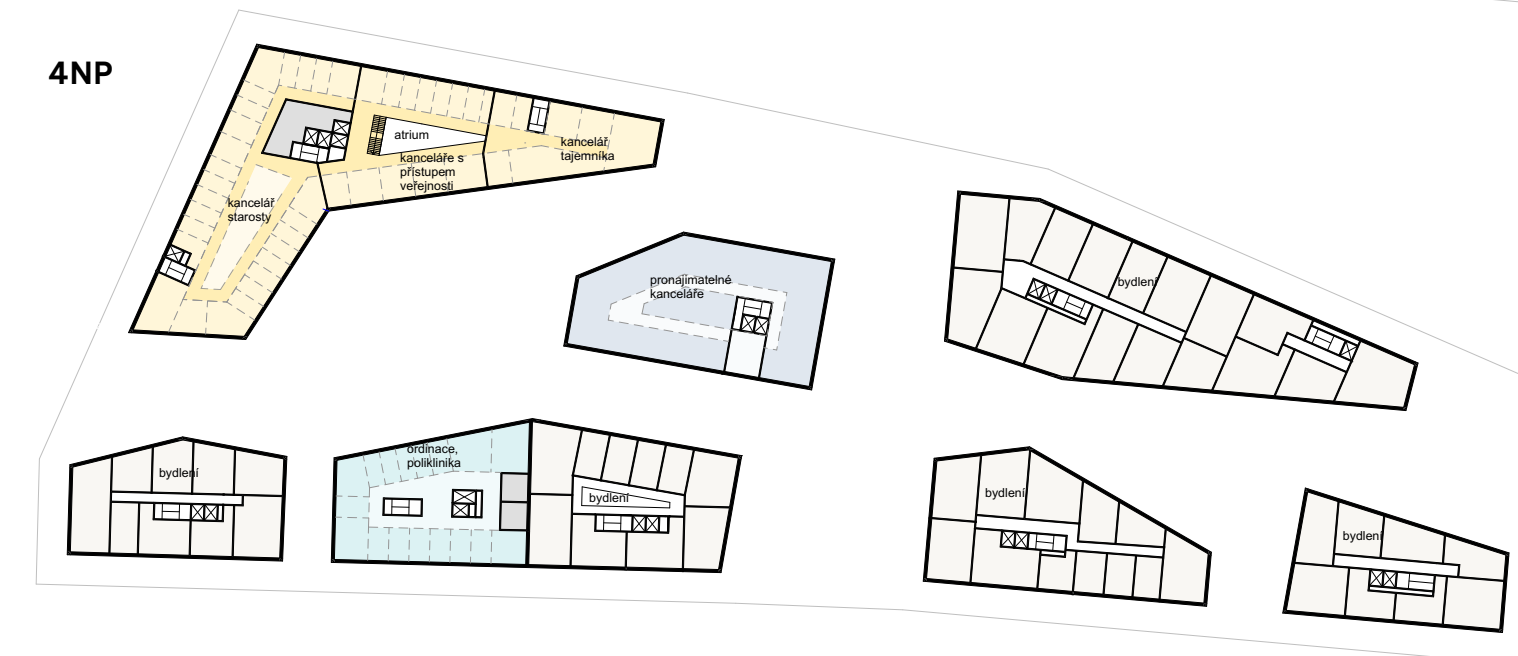 4NP
atrium
kancelář
tajemníka
kanceláře s
přístupem
veřejnosti
kancelář
starosty
pronajímatelné
kanceláře
bydlení
ordinace,
poliklinika
bydlení
bydlení
bydlení
bydlení